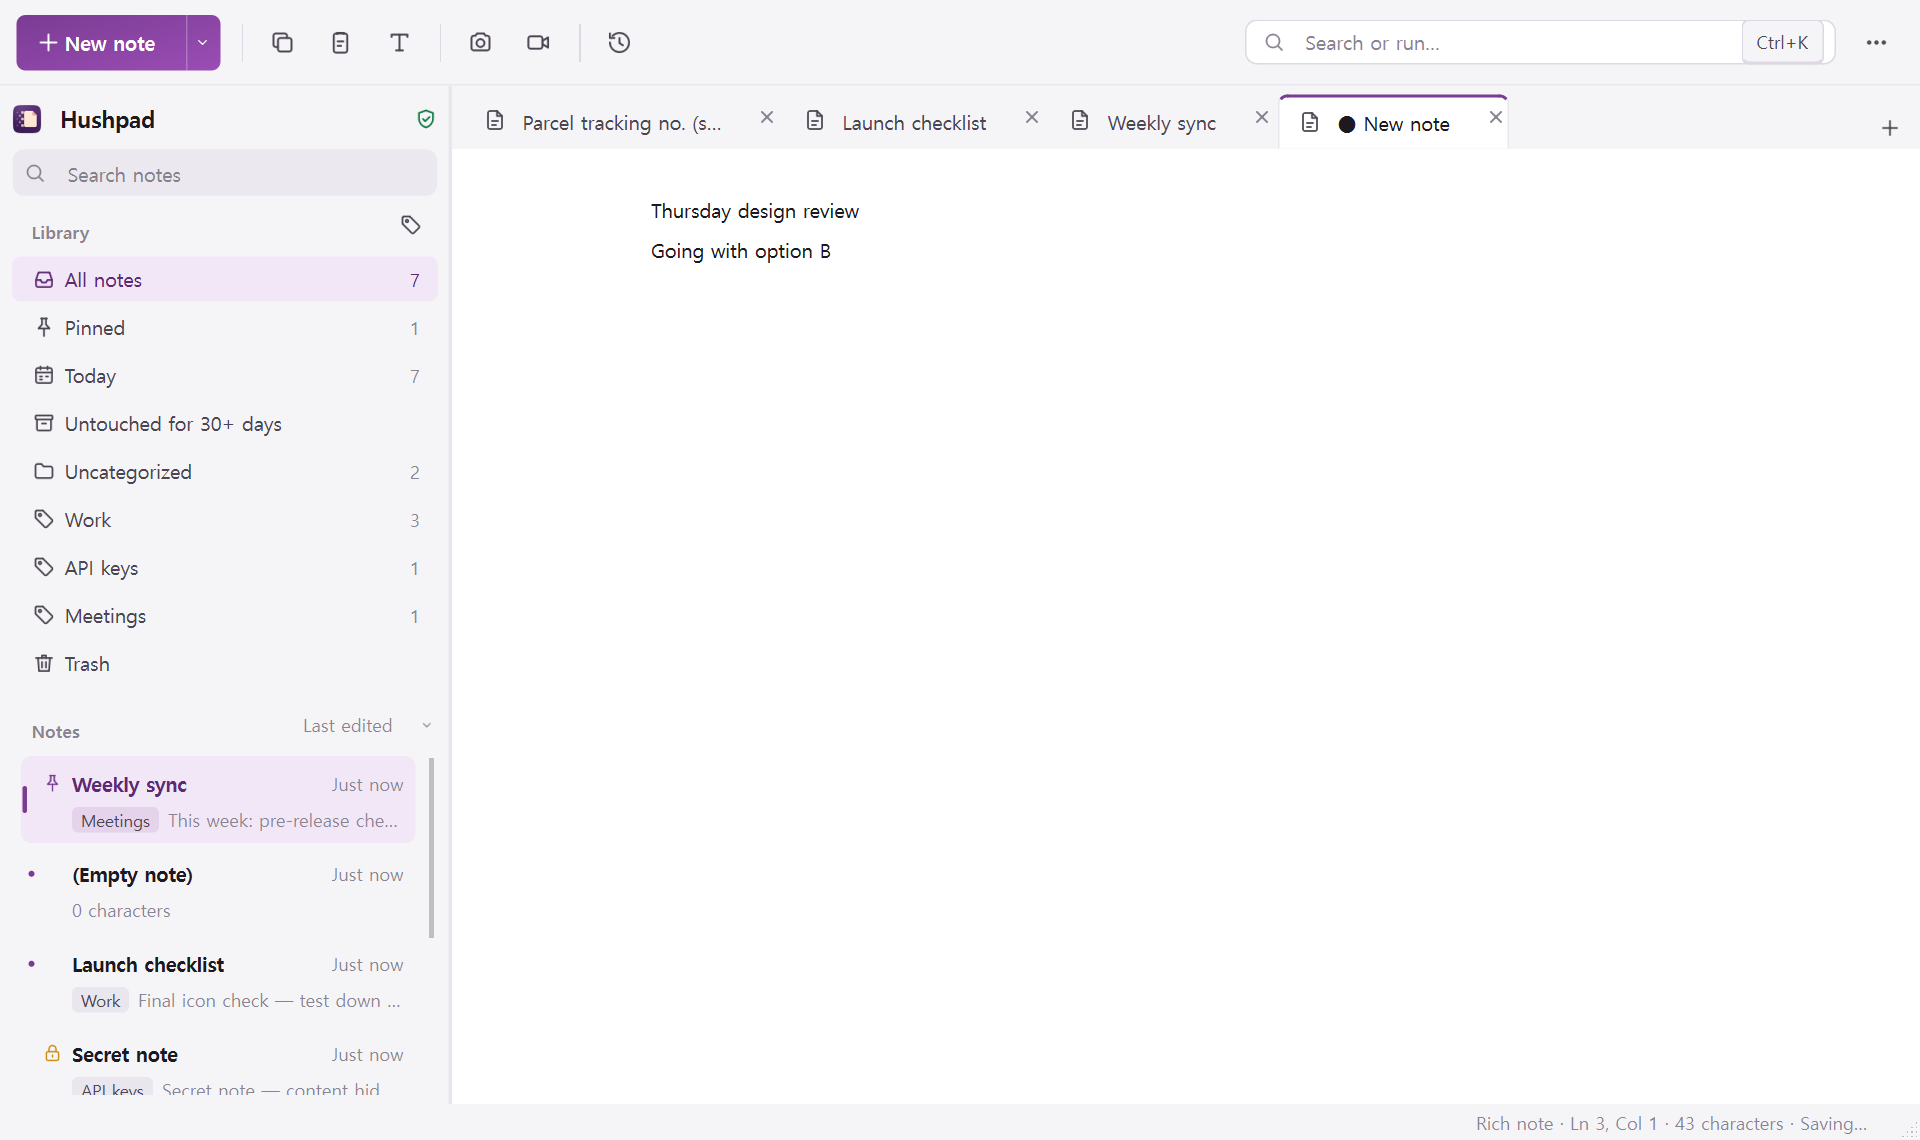 New note
Search or run...
Ctrl+K
Hushpad
Search notes
Library
All notes 7
Pinned 1
Today 7
Untouched for 30+ days
Uncategorized 2
Work 3
API keys 1
Meetings 1
Trash
Notes Last edited
Weekly sync Just now
Meetings This week: pre-release che...
(Empty note) Just now
0 characters
Launch checklist Just now
Work Final icon check — test down ...
Secret note Just now
API keys Secret note — content hid
Parcel tracking no. (s... Launch checklist Weekly sync ● New note
Thursday design review
Going with option B
Rich note · Ln 3, Col 1 · 43 characters · Saving...